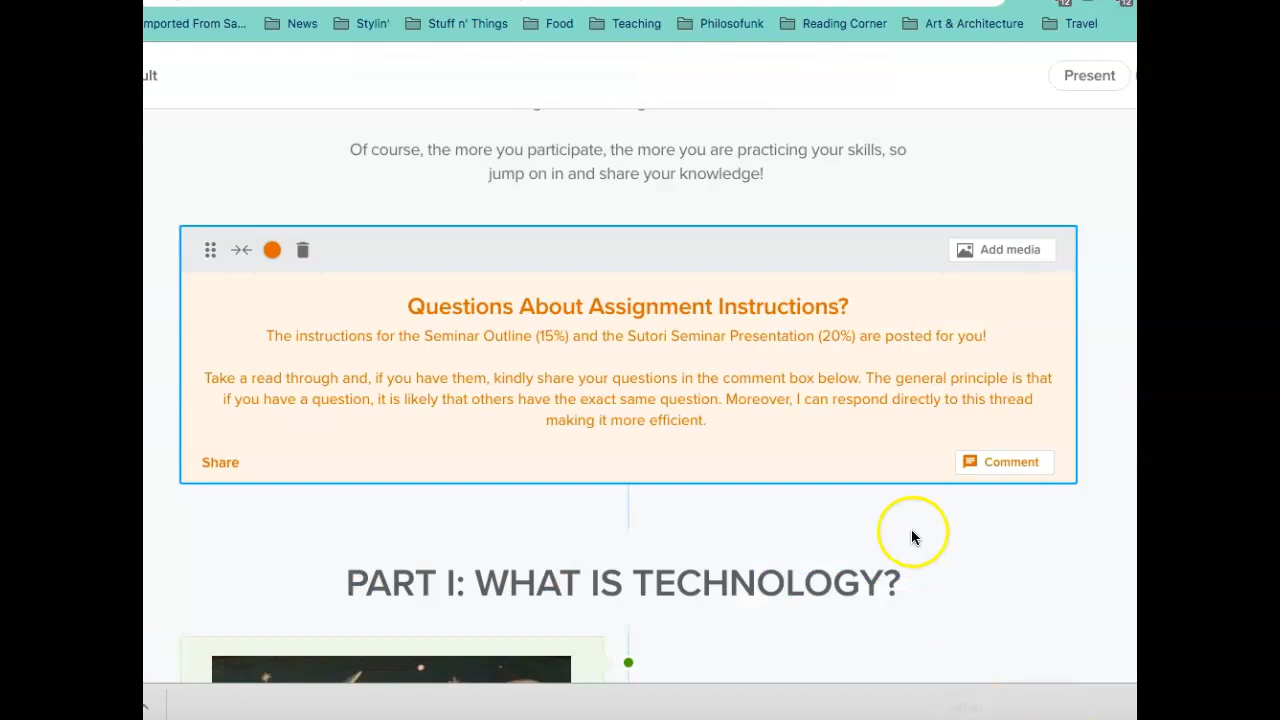 Imported From Sa... News Stylin' Stuff n' Things Food Teaching Philosofunk Reading Corner Art & Architecture Travel
ult Present
Of course, the more you participate, the more you are practicing your skills, so
jump on in and share your knowledge!
Add media
Questions About Assignment Instructions?
The instructions for the Seminar Outline (15%) and the Sutori Seminar Presentation (20%) are posted for you!
Take a read through and, if you have them, kindly share your questions in the comment box below. The general principle is that
if you have a question, it is likely that others have the exact same question. Moreover, I can respond directly to this thread
making it more efficient.
Share Comment
PART I: WHAT IS TECHNOLOGY?